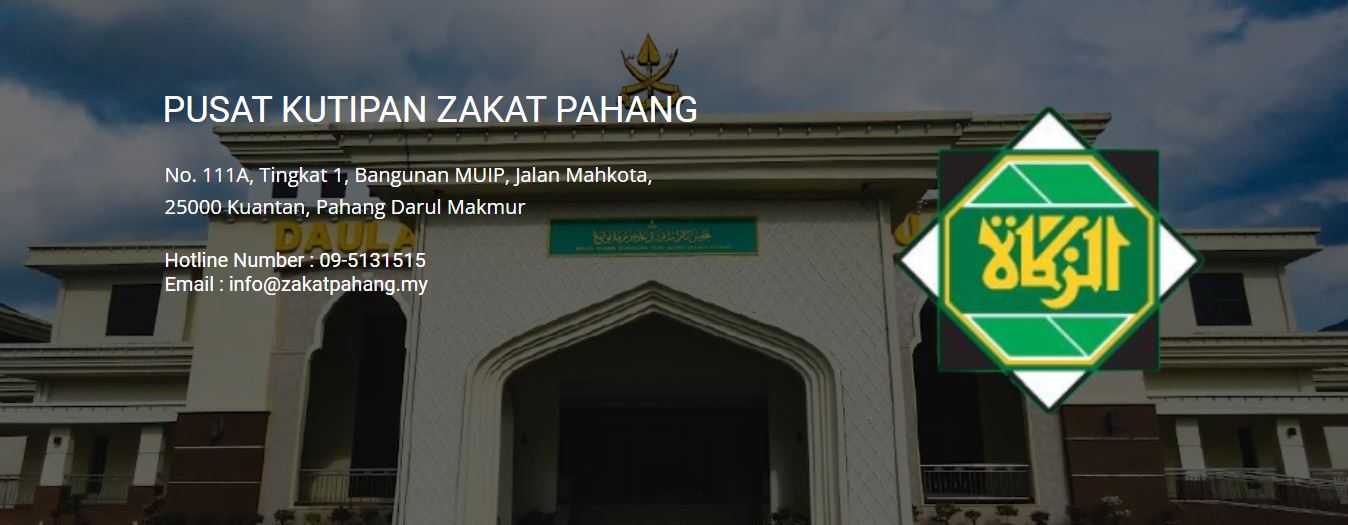 PUSAT KUTIPAN ZAKAT PAHANG
No. 111A, Tingkat 1, Bangunan MUIP, Jalan Mahkota,
25000 Kuantan, Pahang Darul Makmur
DAULA
Hotline Number : 09-5131515
Email : info@zakatpahang.my
الزكاة